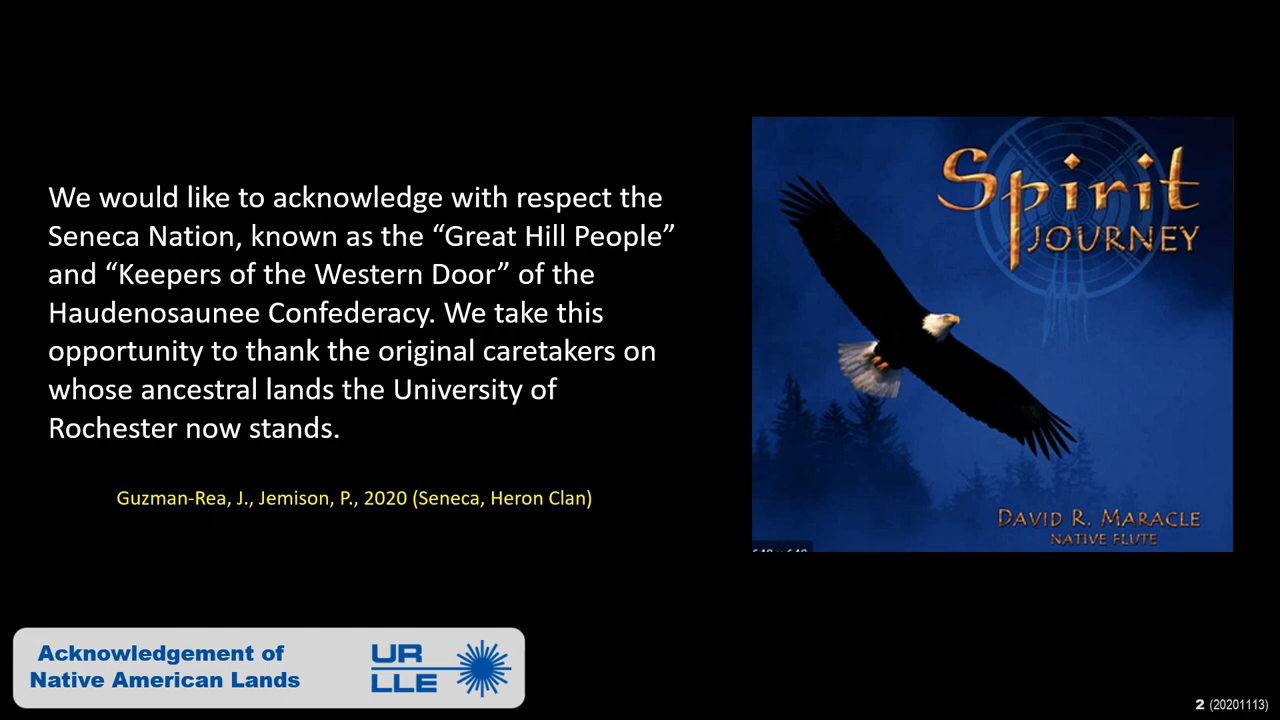 We would like to acknowledge with respect the
Seneca Nation, known as the “Great Hill People”
and “Keepers of the Western Door” of the
Haudenosaunee Confederacy. We take this
opportunity to thank the original caretakers on
whose ancestral lands the University of
Rochester now stands.
Guzman-Rea, J., Jemison, P., 2020 (Seneca, Heron Clan)
Spirit
JOURNEY
DAVID R. MARACLE
NATIVE FLUTE
Acknowledgement of
Native American Lands
UR
LLE
2 (20201113)